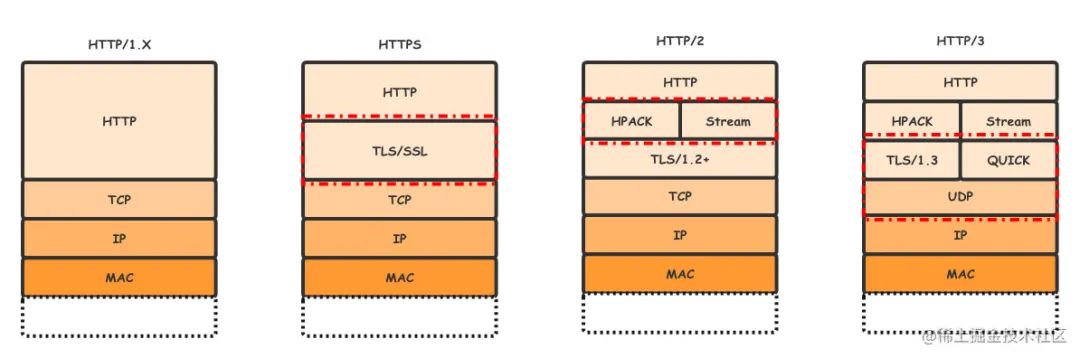 HTTP/1.X
HTTPS
HTTP/2
HTTP/3
HTTP
TCP
IP
MAC
HTTP
TLS/SSL
TCP
IP
MAC
HTTP
HPACK Stream
TLS/1.2+
TCP
IP
MAC
HTTP
HPACK Stream
TLS/1.3 QUICK
UDP
IP
MAC
@稀土掘金技术社区